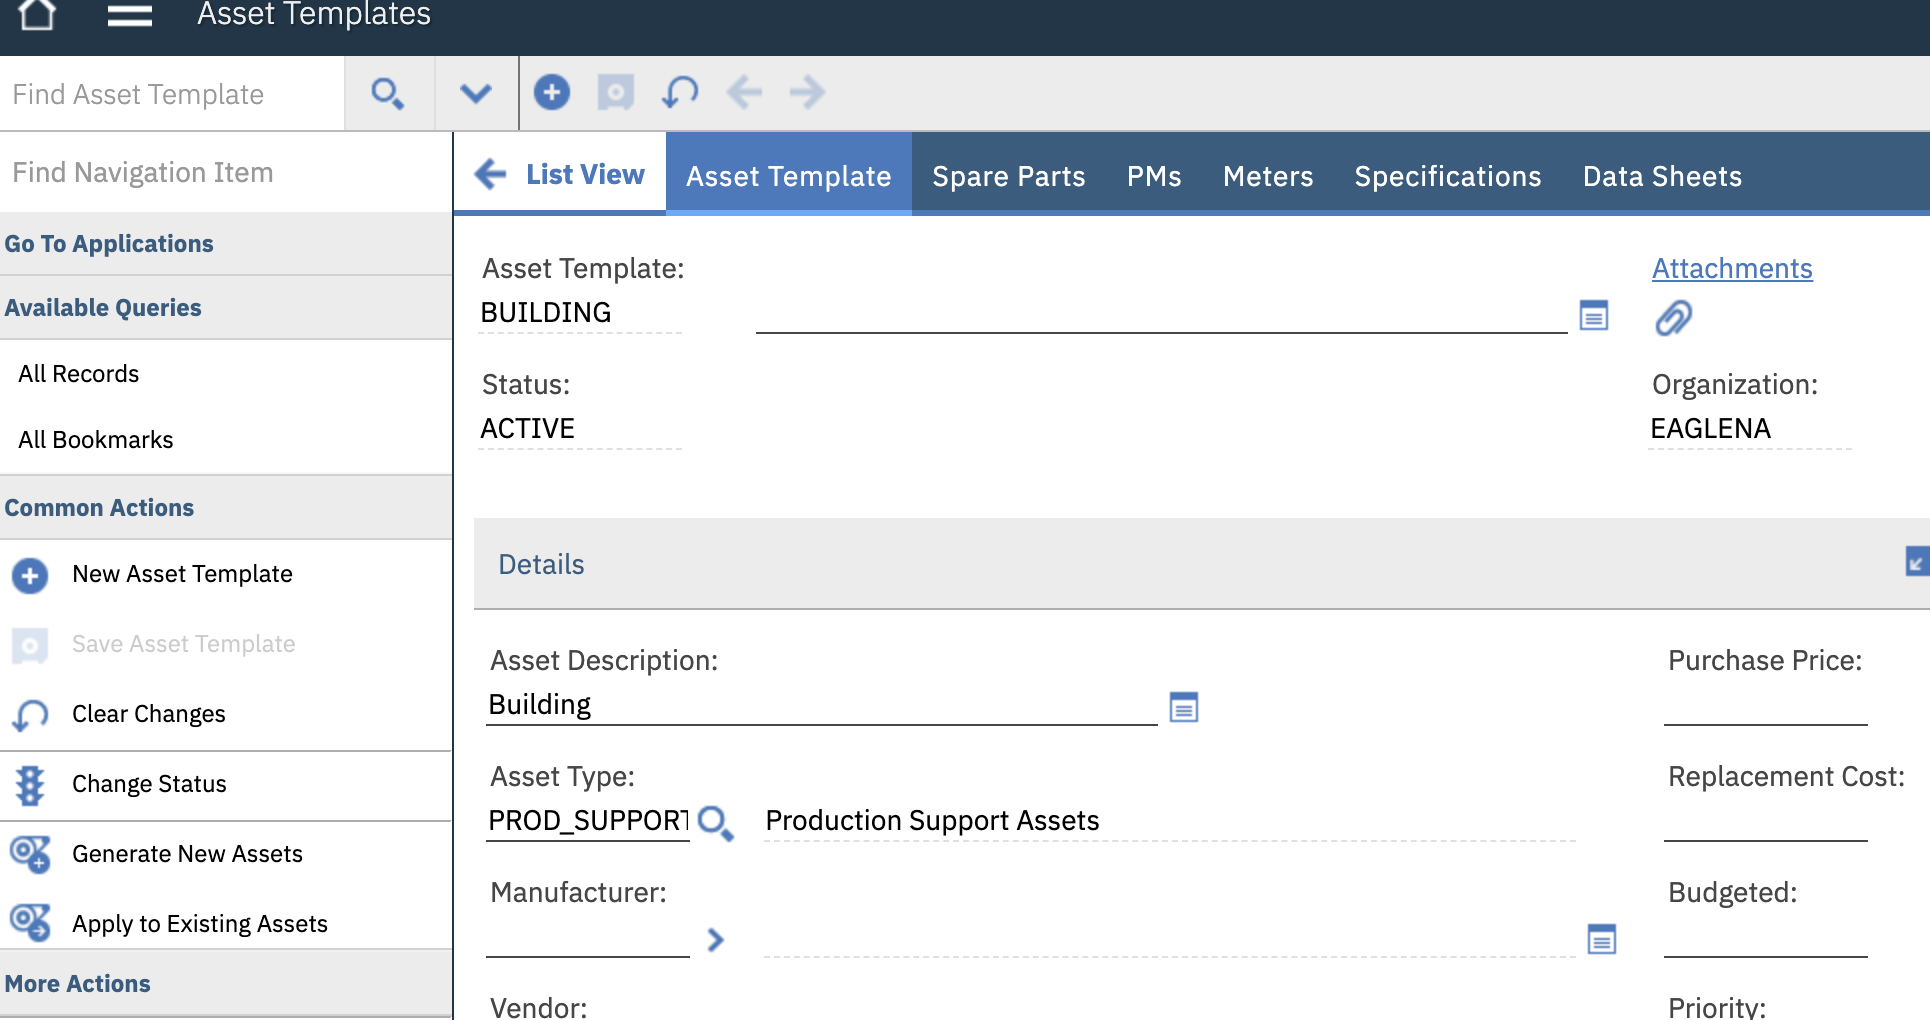 Asset Templates
Find Asset Template
Find Navigation Item
List View
Asset Template
Spare Parts
PMs
Meters
Specifications
Data Sheets
Go To Applications
Available Queries
All Records
All Bookmarks
Common Actions
New Asset Template
Save Asset Template
Clear Changes
Change Status
Generate New Assets
Apply to Existing Assets
More Actions
Asset Template:
BUILDING
Attachments
Status:
ACTIVE
Organization:
EAGLENA
Details
Asset Description:
Building
Purchase Price:
Asset Type:
PROD_SUPPORT
Production Support Assets
Replacement Cost:
Manufacturer:
Budgeted:
Vendor:
Priority: